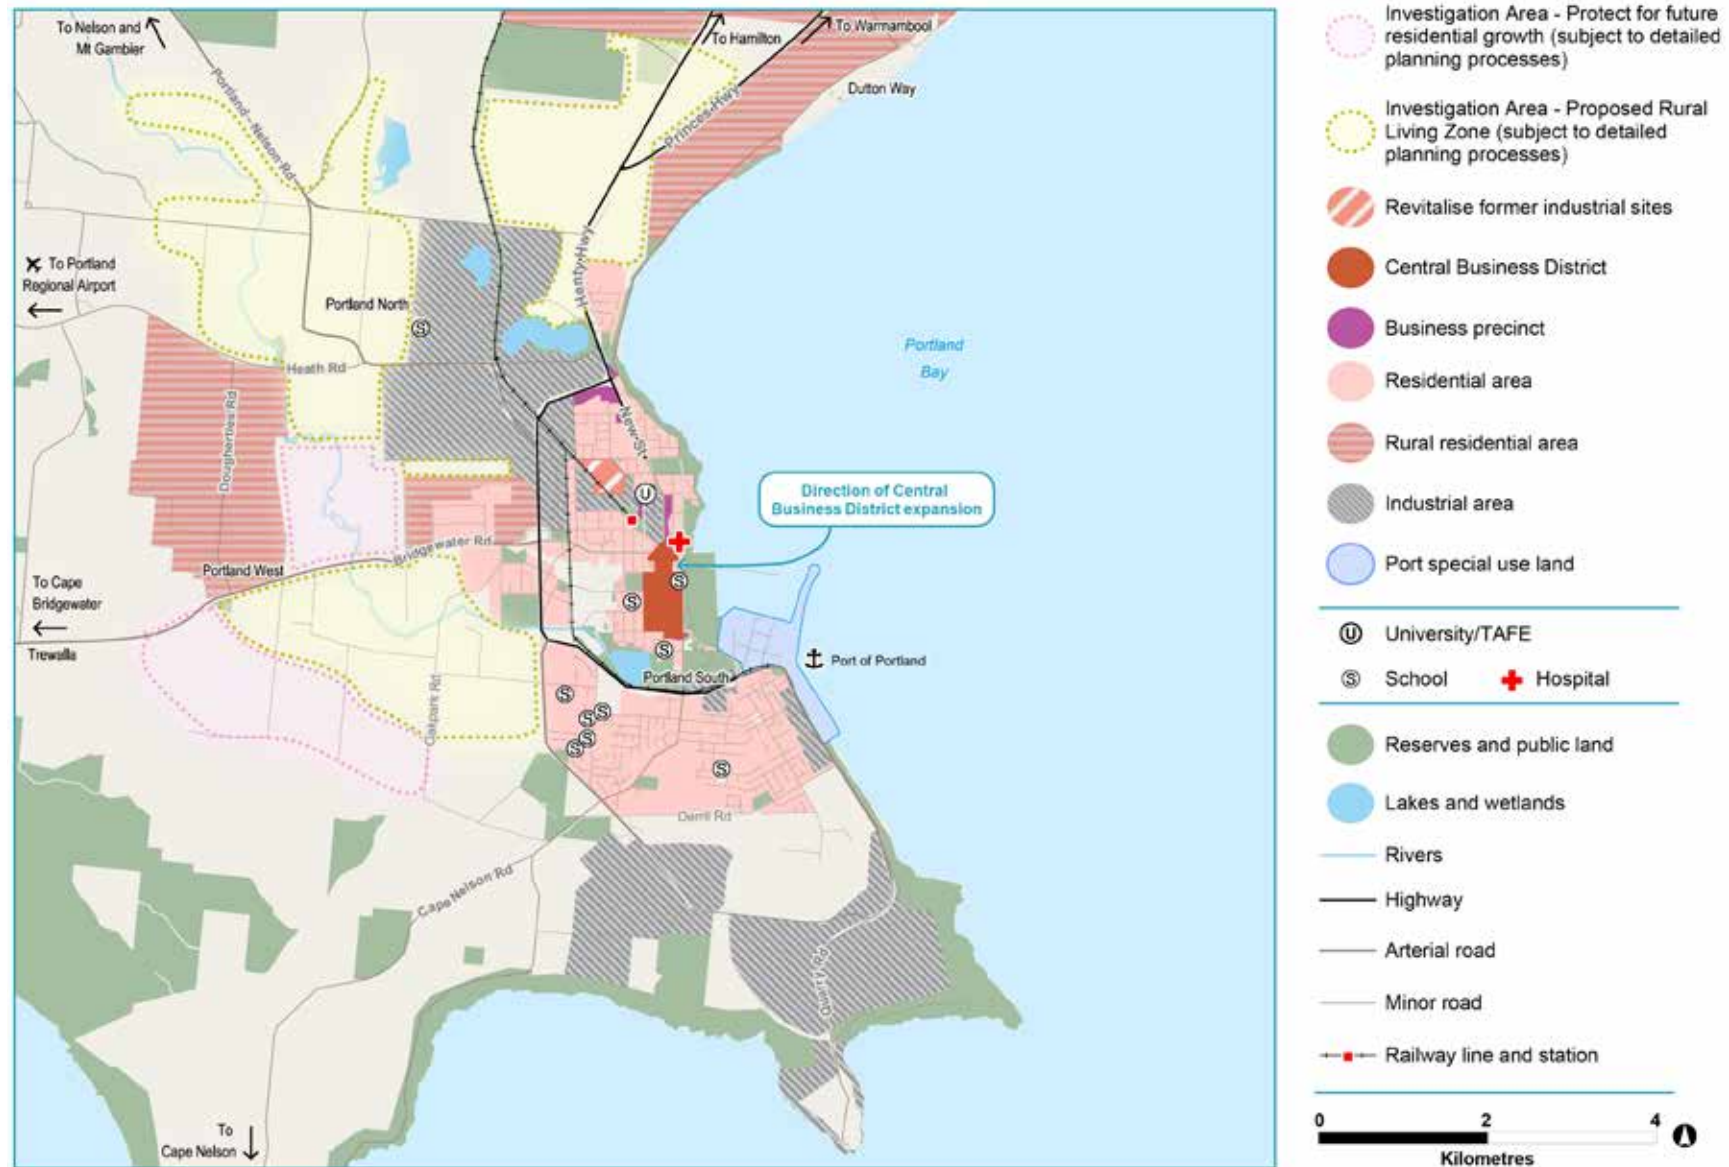 To Nelson and
Mt Gambier
To Hamilton
To Warrnambool
Dutton Way
Portland - Nelson Rd
Princes Hwy
Henty Hwy
To Portland
Regional Airport
Portland North
S
Heath Rd
Dougherties Rd
New St
Portland
Bay
U
Direction of Central
Business District expansion
Bridgewater Rd
Portland West
To Cape
Bridgewater
Trewalla
S
S
S
Portland South
Port of Portland
Oakpark Rd
S
S
S
S
S
S
Derril Rd
Cape Nelson Rd
Quarry Rd
To
Cape Nelson
Investigation Area - Protect for future
residential growth (subject to detailed
planning processes)
Investigation Area - Proposed Rural
Living Zone (subject to detailed
planning processes)
Revitalise former industrial sites
Central Business District
Business precinct
Residential area
Rural residential area
Industrial area
Port special use land
U University/TAFE
S School Hospital
Reserves and public land
Lakes and wetlands
Rivers
Highway
Arterial road
Minor road
Railway line and station
0 2 4
Kilometres